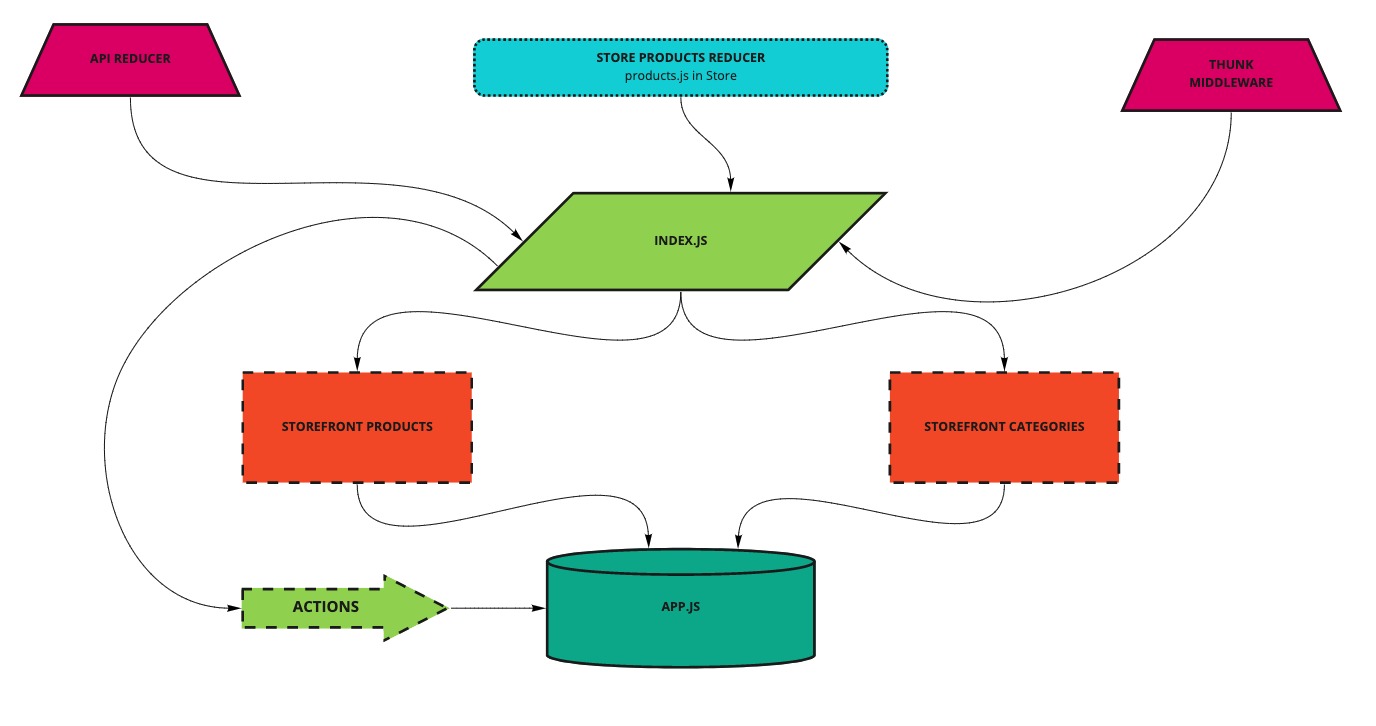 API REDUCER
STORE PRODUCTS REDUCER
products.js in Store
THUNK
MIDDLEWARE
INDEX.JS
STOREFRONT PRODUCTS
STOREFRONT CATEGORIES
ACTIONS
APP.JS